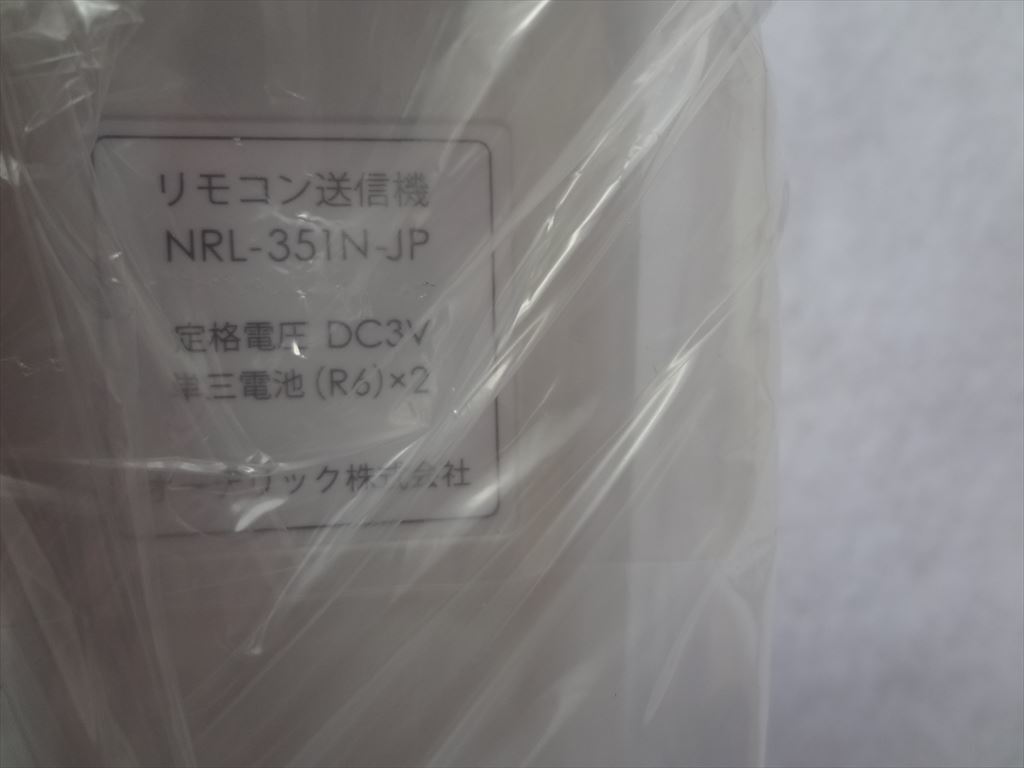 リモコン送信機
NRL-351N-JP
定格電圧 DC3V
単三電池(R6)×2
株式会社